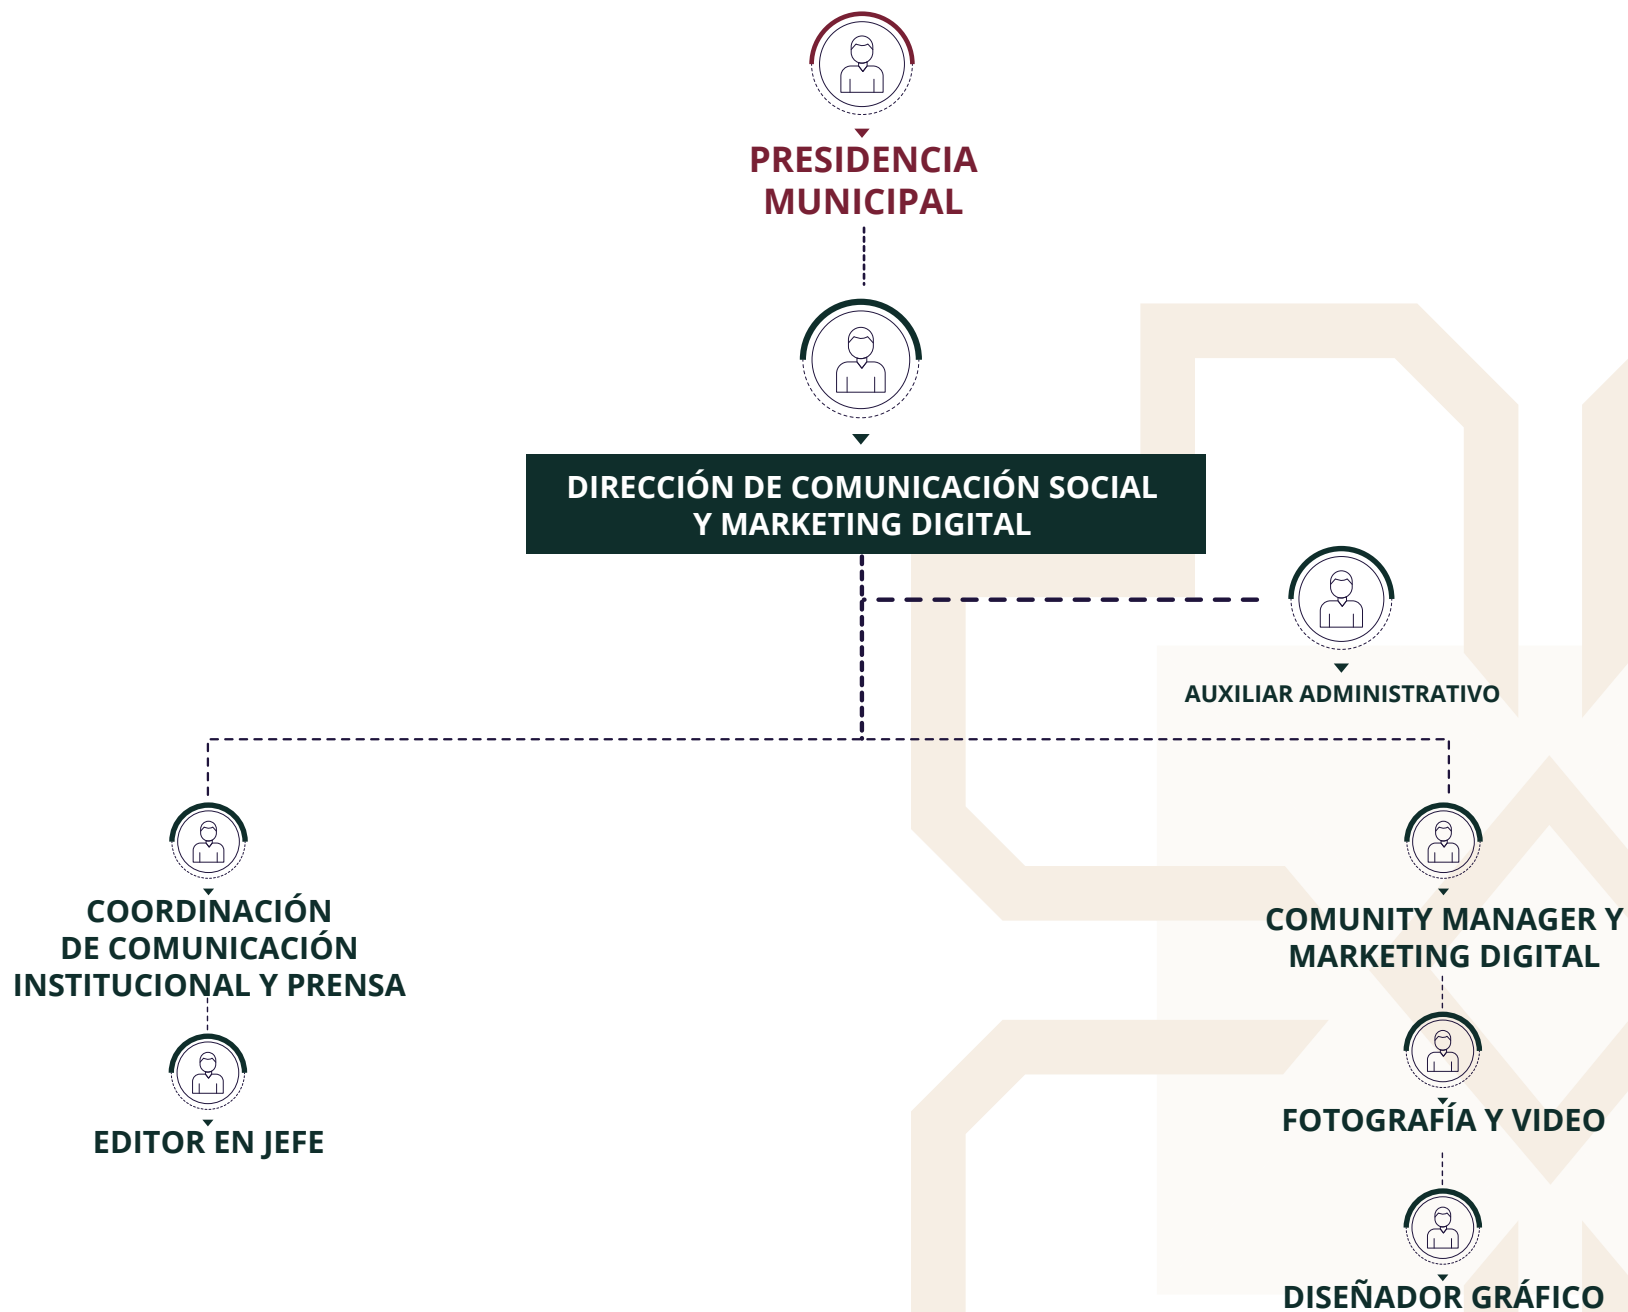 PRESIDENCIA
MUNICIPAL
DIRECCIÓN DE COMUNICACIÓN SOCIAL
Y MARKETING DIGITAL
AUXILIAR ADMINISTRATIVO
COORDINACIÓN
DE COMUNICACIÓN
INSTITUCIONAL Y PRENSA
EDITOR EN JEFE
COMUNITY MANAGER Y
MARKETING DIGITAL
FOTOGRAFÍA Y VIDEO
DISEÑADOR GRÁFICO